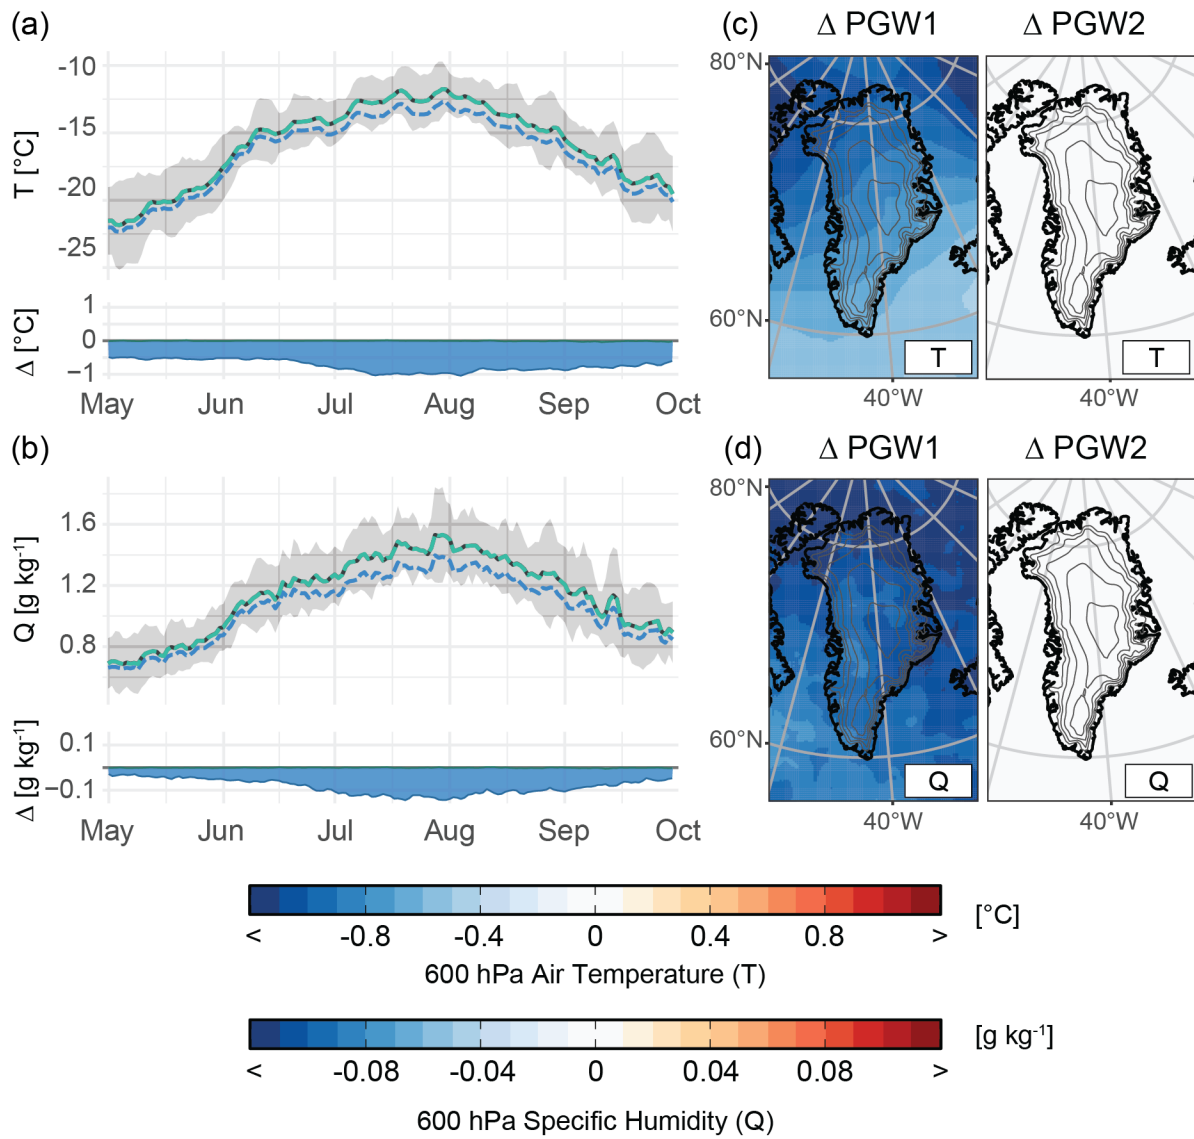 (a)
T [°C]
-10
-15
-20
-25
Δ [°C]
1
0
−1
May Jun Jul Aug Sep Oct
(b)
Q [g kg-1]
1.6
1.2
0.8
Δ [g kg-1]
0.1
−0.1
May Jun Jul Aug Sep Oct
(c) Δ PGW1 Δ PGW2
80°N
60°N
T T
40°W 40°W
(d) Δ PGW1 Δ PGW2
80°N
60°N
Q Q
40°W 40°W
[°C]
< -0.8 -0.4 0 0.4 0.8 >
600 hPa Air Temperature (T)
[g kg-1]
< -0.08 -0.04 0 0.04 0.08 >
600 hPa Specific Humidity (Q)